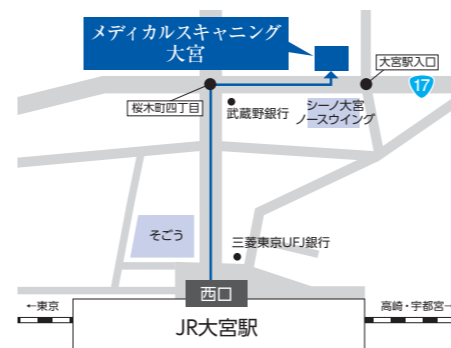 メディカルスキャニング
大宮
大宮駅入口
17
桜木町四丁目
武蔵野銀行
シーノ大宮
ノースウイング
そごう
三菱東京UFJ銀行
西口
←東京
高崎・宇都宮→
JR大宮駅